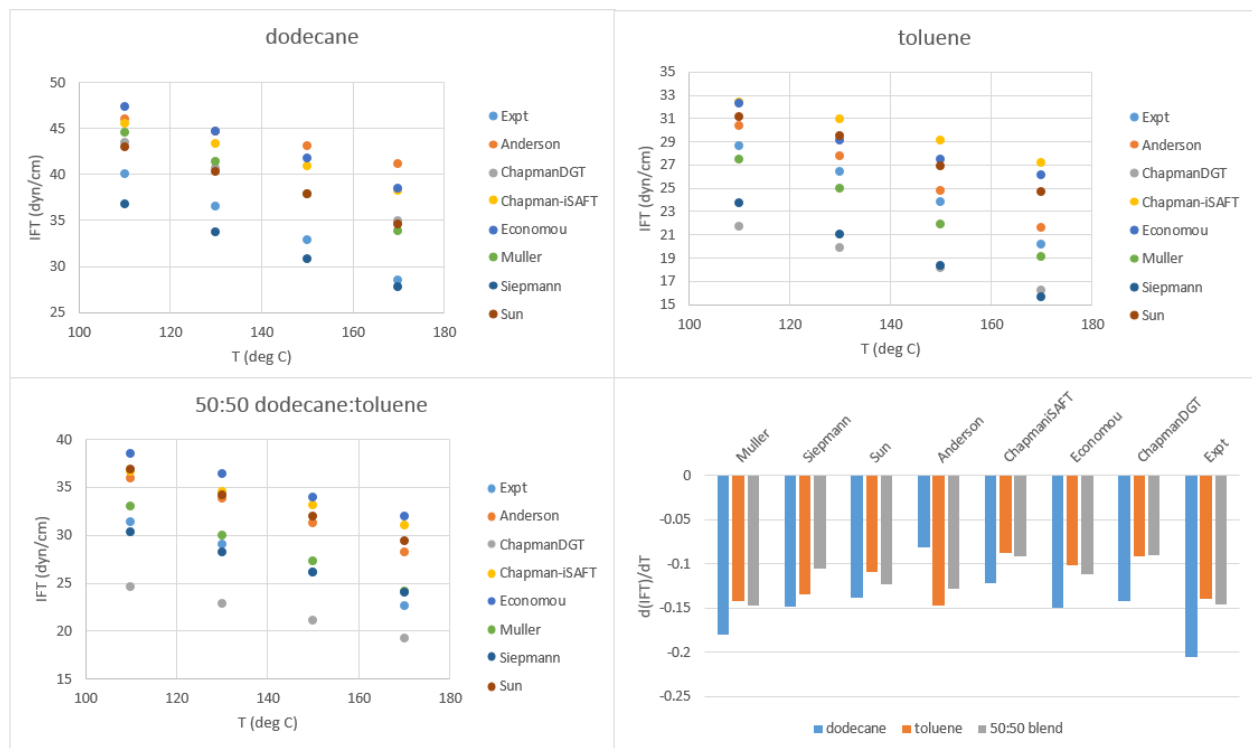 dodecane
IFT (dyn/cm)
50
45
40
35
30
25
100 120 140 160 180
T (deg C)
Expt
Anderson
ChapmanDGT
Chapman-iSAFT
Economou
Muller
Siepmann
Sun
toluene
IFT (dyn/cm)
35
33
31
29
27
25
23
21
19
17
15
100 120 140 160 180
T (deg C)
Expt
Anderson
ChapmanDGT
Chapman-iSAFT
Economou
Muller
Siepmann
Sun
50:50 dodecane:toluene
IFT (dyn/cm)
40
35
30
25
20
15
100 120 140 160 180
T (deg C)
Expt
Anderson
ChapmanDGT
Chapman-iSAFT
Economou
Muller
Siepmann
Sun
Muller Siepmann Sun Anderson ChapmaniSAFT Economou ChapmanDGT Expt
d(IFT)/dT
0
-0.05
-0.1
-0.15
-0.2
-0.25
dodecane toluene 50:50 blend